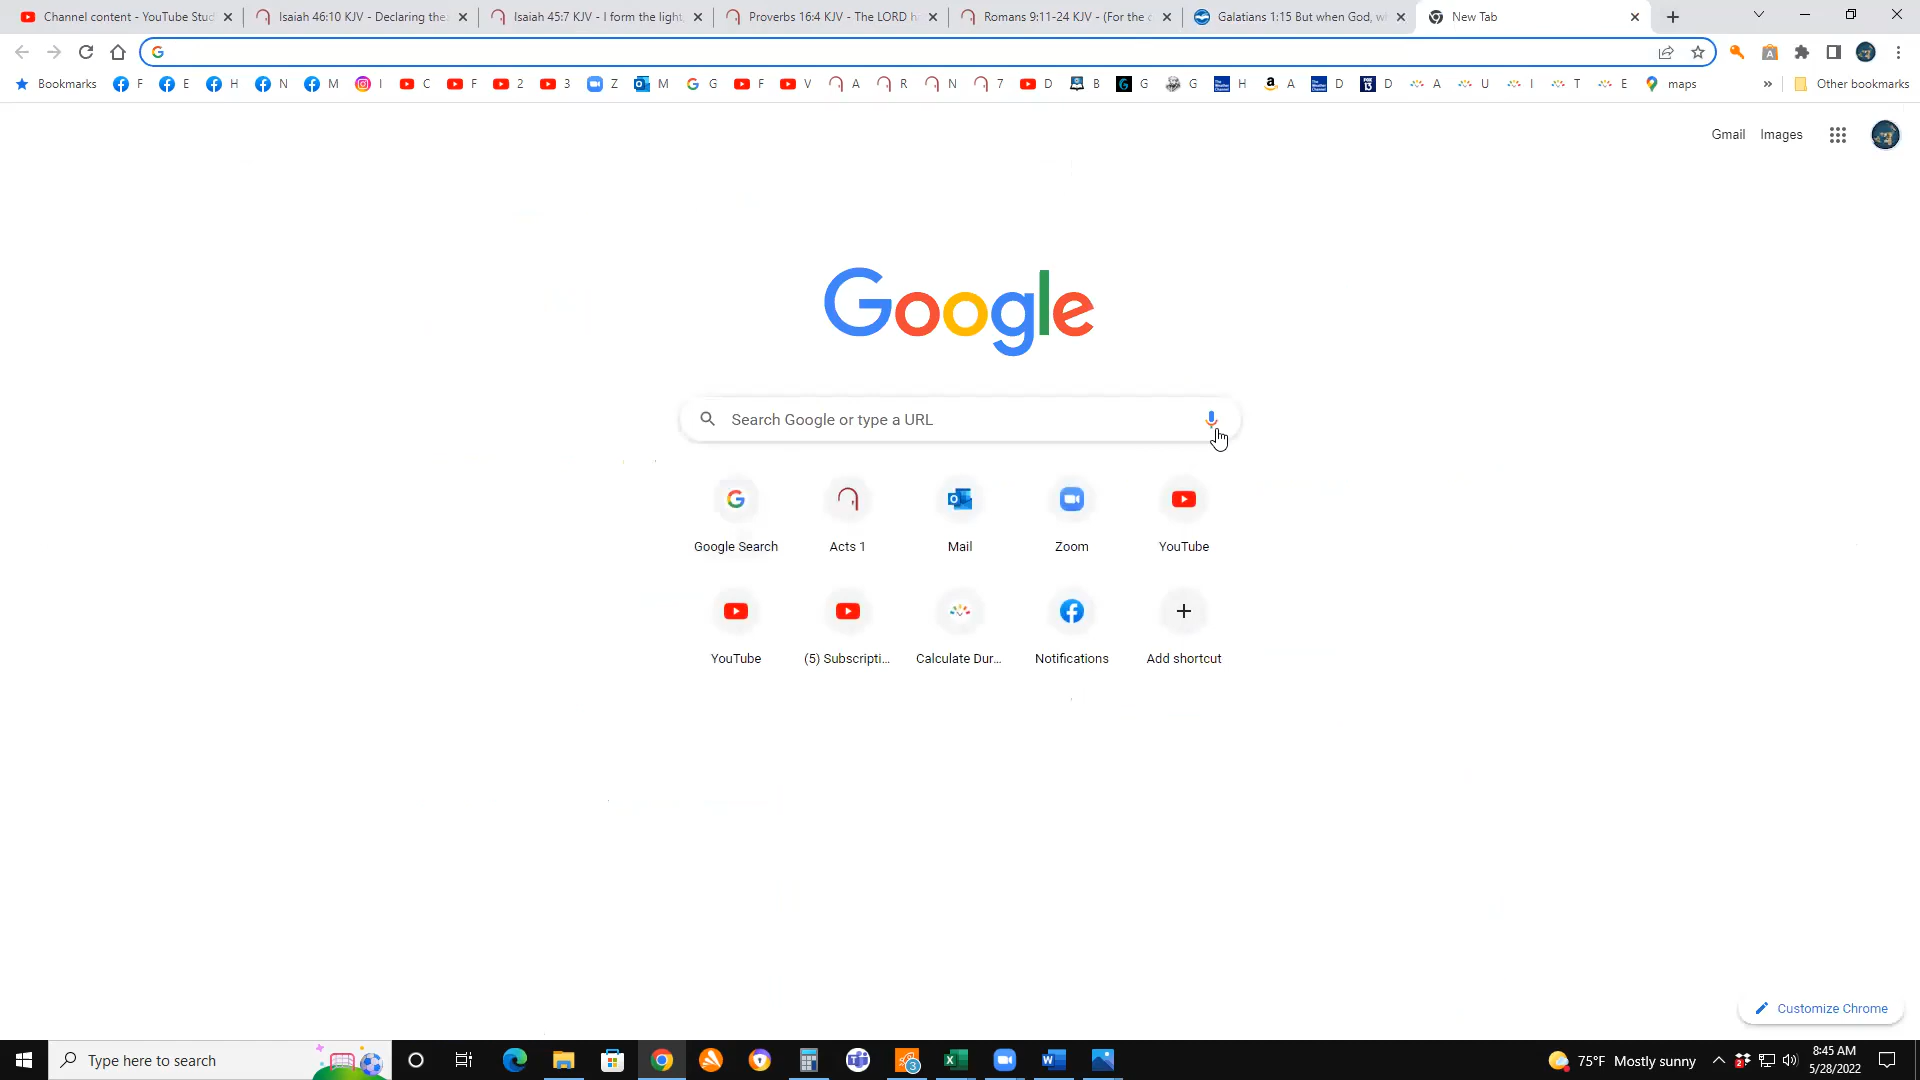 Channel content - YouTube Stud
Isaiah 46:10 KJV - Declaring the
Isaiah 45:7 KJV - I form the light,
Proverbs 16:4 KJV - The LORD h
Romans 9:11-24 KJV - (For the c
Galatians 1:15 But when God, w
New Tab
Bookmarks F E H N M I C F 2 3 Z M G F V A R N 7 D B G G H A D D A U I T E maps » Other bookmarks
Gmail Images
Google
Search Google or type a URL
Google Search Acts 1 Mail Zoom YouTube
YouTube (5) Subscripti... Calculate Dur... Notifications Add shortcut
Customize Chrome
Type here to search
3
75°F Mostly sunny
8:45 AM
5/28/2022